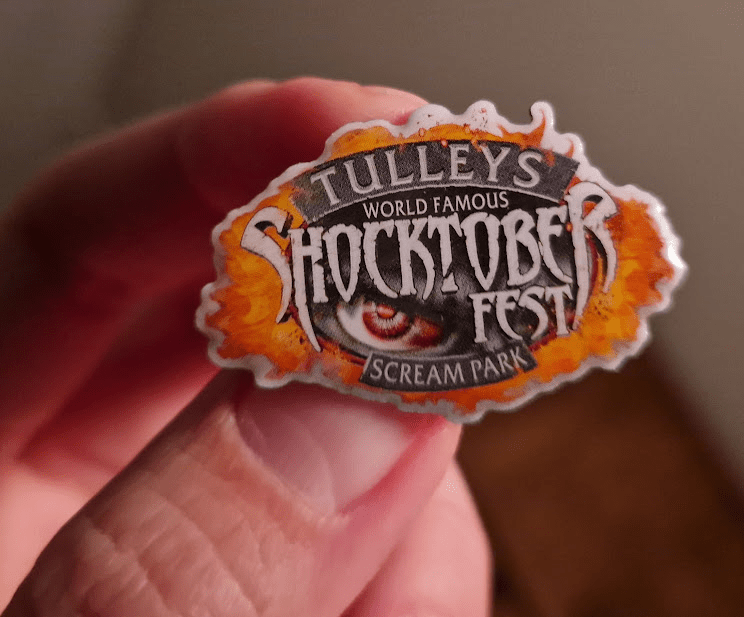 TULLEYS
WORLD FAMOUS
SHOCKTOBER
FEST
SCREAM PARK